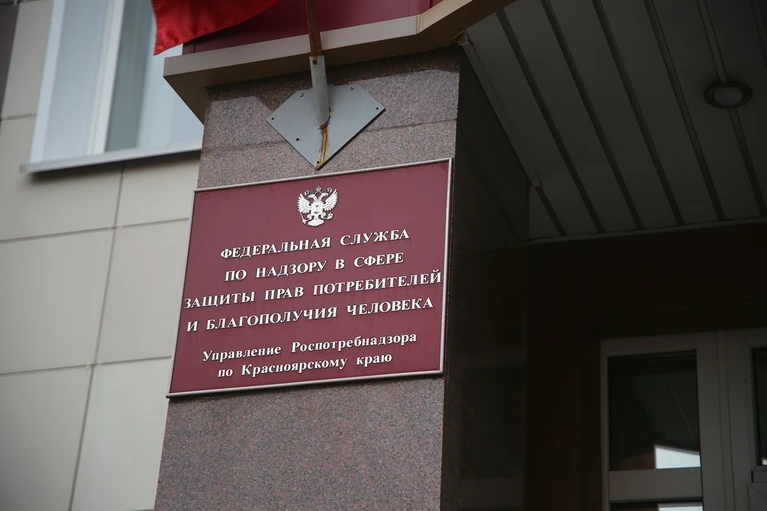 ФЕДЕРАЛЬНАЯ СЛУЖБА
ПО НАДЗОРУ В СФЕРЕ
ЗАЩИТЫ ПРАВ ПОТРЕБИТЕЛЕЙ
И БЛАГОПОЛУЧИЯ ЧЕЛОВЕКА
Управление Роспотребнадзора
по Красноярскому краю